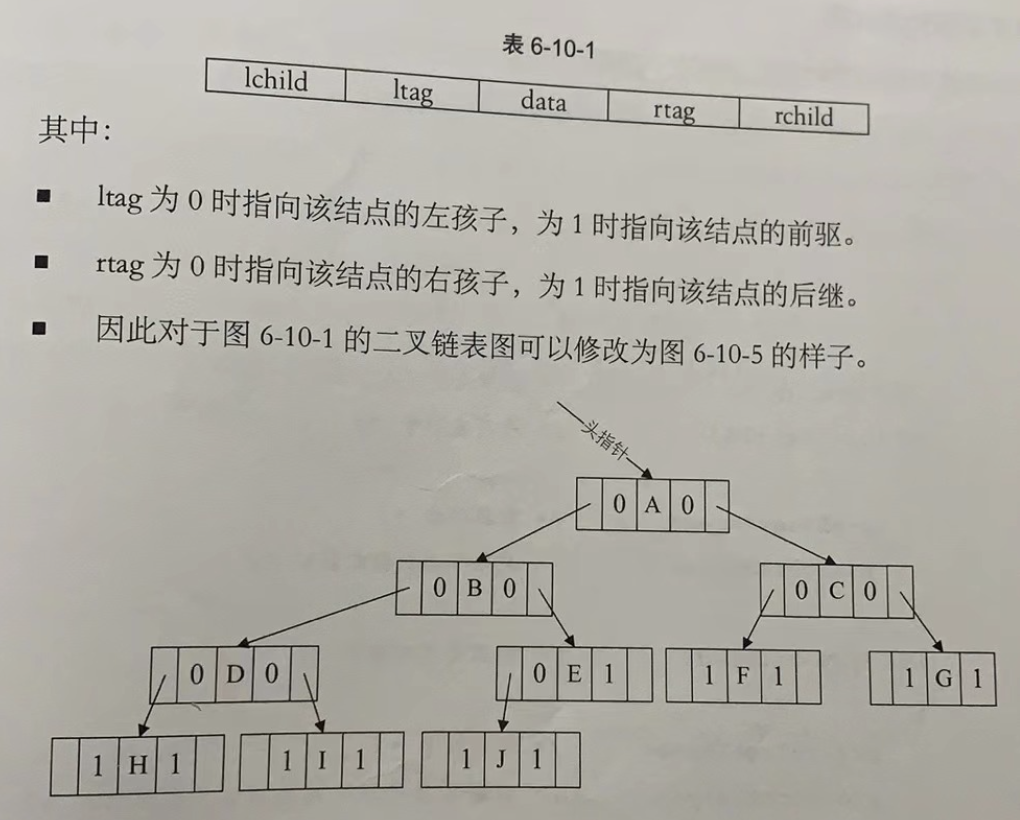 表 6-10-1
lchild ltag data rtag rchild
其中：
■ ltag 为 0 时指向该结点的左孩子，为 1 时指向该结点的前驱。
■ rtag 为 0 时指向该结点的右孩子，为 1 时指向该结点的后继。
■ 因此对于图 6-10-1 的二叉链表图可以修改为图 6-10-5 的样子。
头指针
0 A 0
0 B 0
0 C 0
0 D 0
0 E 1
1 F 1
1 G 1
1 H 1
1 I 1
1 J 1